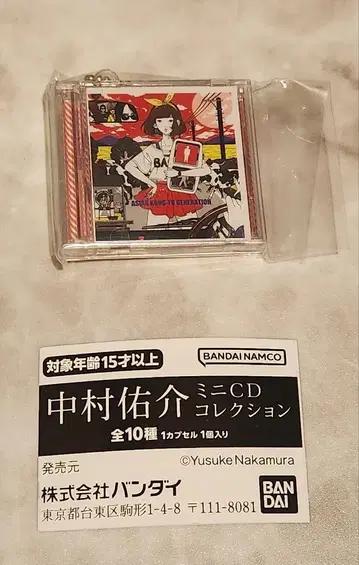 BA
ASIAN KUNG-FU GENERATION
対象年齢15才以上
BANDAI NAMCO
中村佑介 ミニCD コレクション
全10種 1カプセル 1個入り
©Yusuke Nakamura
発売元
株式会社バンダイ
東京都台東区駒形1-4-8 〒111-8081
BAN
DAI